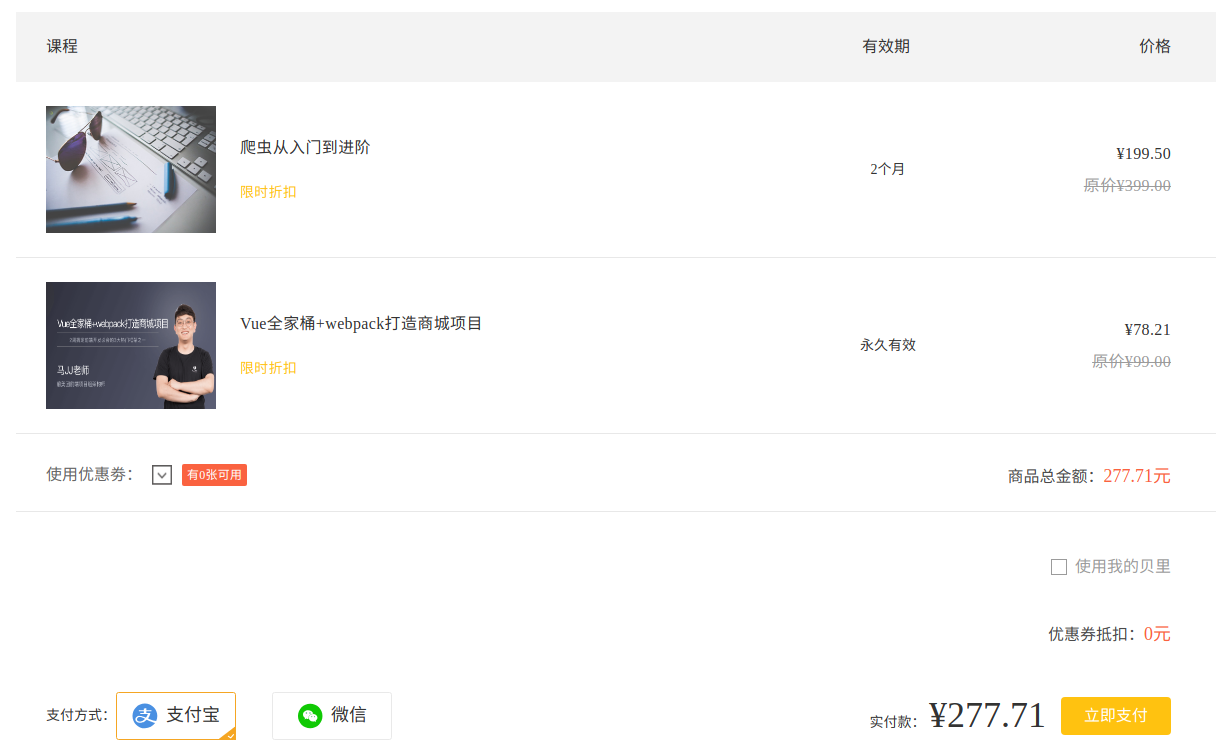 课程 有效期 价格
爬虫从入门到进阶
限时折扣
2个月
¥199.50
原价¥399.00
Vue全家桶+webpack打造商城项目
马JJ老师
Vue全家桶+webpack打造商城项目
限时折扣
永久有效
¥78.21
原价¥99.00
使用优惠券： 有0张可用 商品总金额：277.71元
使用我的贝里
优惠券抵扣：0元
支付方式： 支付宝 微信 实付款：¥277.71 立即支付